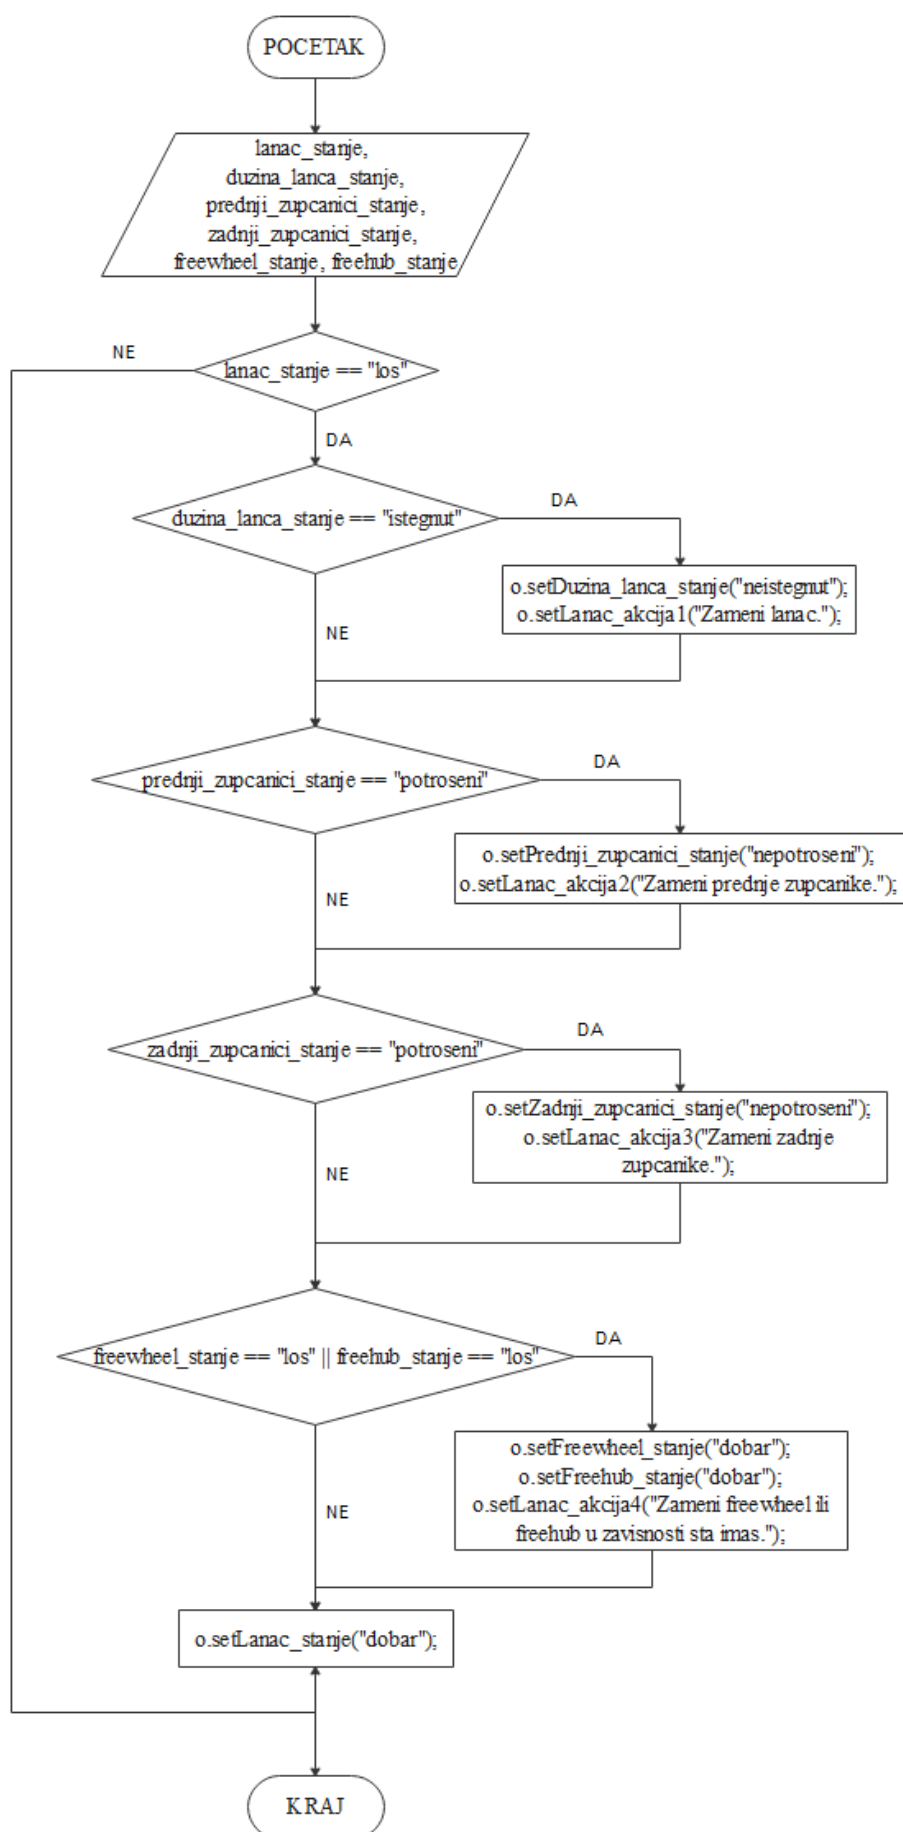 POCETAK
lanac_stanje,
duzina_lanca_stanje,
prednji_zupcanici_stanje,
zadnji_zupcanici_stanje,
freewheel_stanje, freehub_stanje
NE
lanac_stanje == "los"
DA
duzina_lanca_stanje == "istegnut"
DA
o.setDuzina_lanca_stanje("neistegnut");
o.setLanac_akcija1("Zameni lanac.");
NE
prednji_zupcanici_stanje == "potroseni"
DA
o.setPrednji_zupcanici_stanje("nepotroseni");
o.setLanac_akcija2("Zameni prednje zupcanike.");
NE
zadnji_zupcanici_stanje == "potroseni"
DA
o.setZadnji_zupcanici_stanje("nepotroseni");
o.setLanac_akcija3("Zameni zadnje
zupcanike.");
NE
freewheel_stanje == "los" || freehub_stanje == "los"
DA
o.setFreewheel_stanje("dobar");
o.setFreehub_stanje("dobar");
o.setLanac_akcija4("Zameni freewheel ili
freehub u zavisnosti sta imas.");
NE
o.setLanac_stanje("dobar");
KRAJ